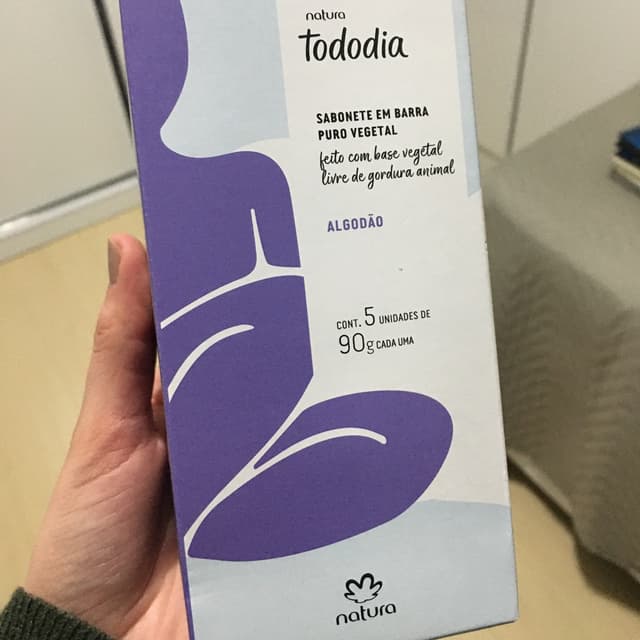 natura
Tododia
SABONETE EM BARRA
PURO VEGETAL
feito com base vegetal
livre de gordura animal
ALGODÃO
CONT. 5 UNIDADES DE
90g CADA UMA
natura